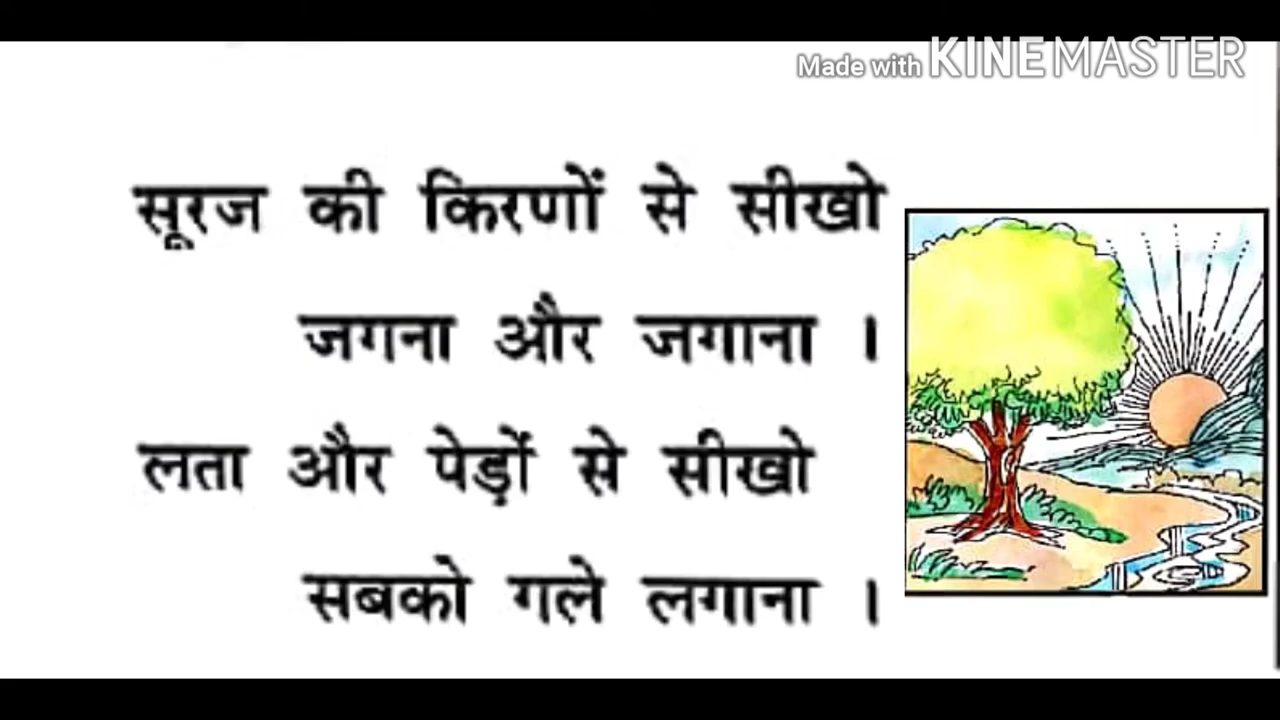 Made with KINEMASTER
सूरज की किरणों से सीखो
जगना और जगाना ।
लता और पेड़ों से सीखो
सबको गले लगाना ।